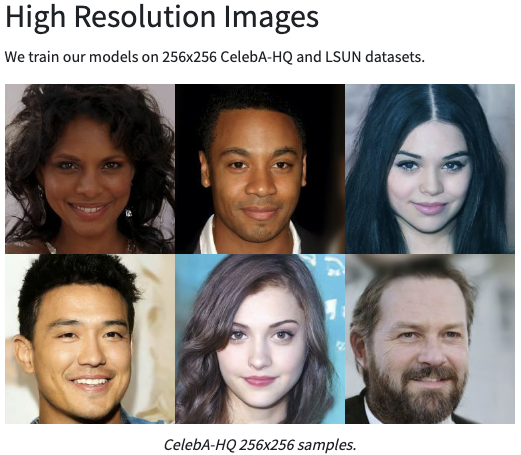 High Resolution Images
We train our models on 256x256 CelebA-HQ and LSUN datasets.
CelebA-HQ 256x256 samples.